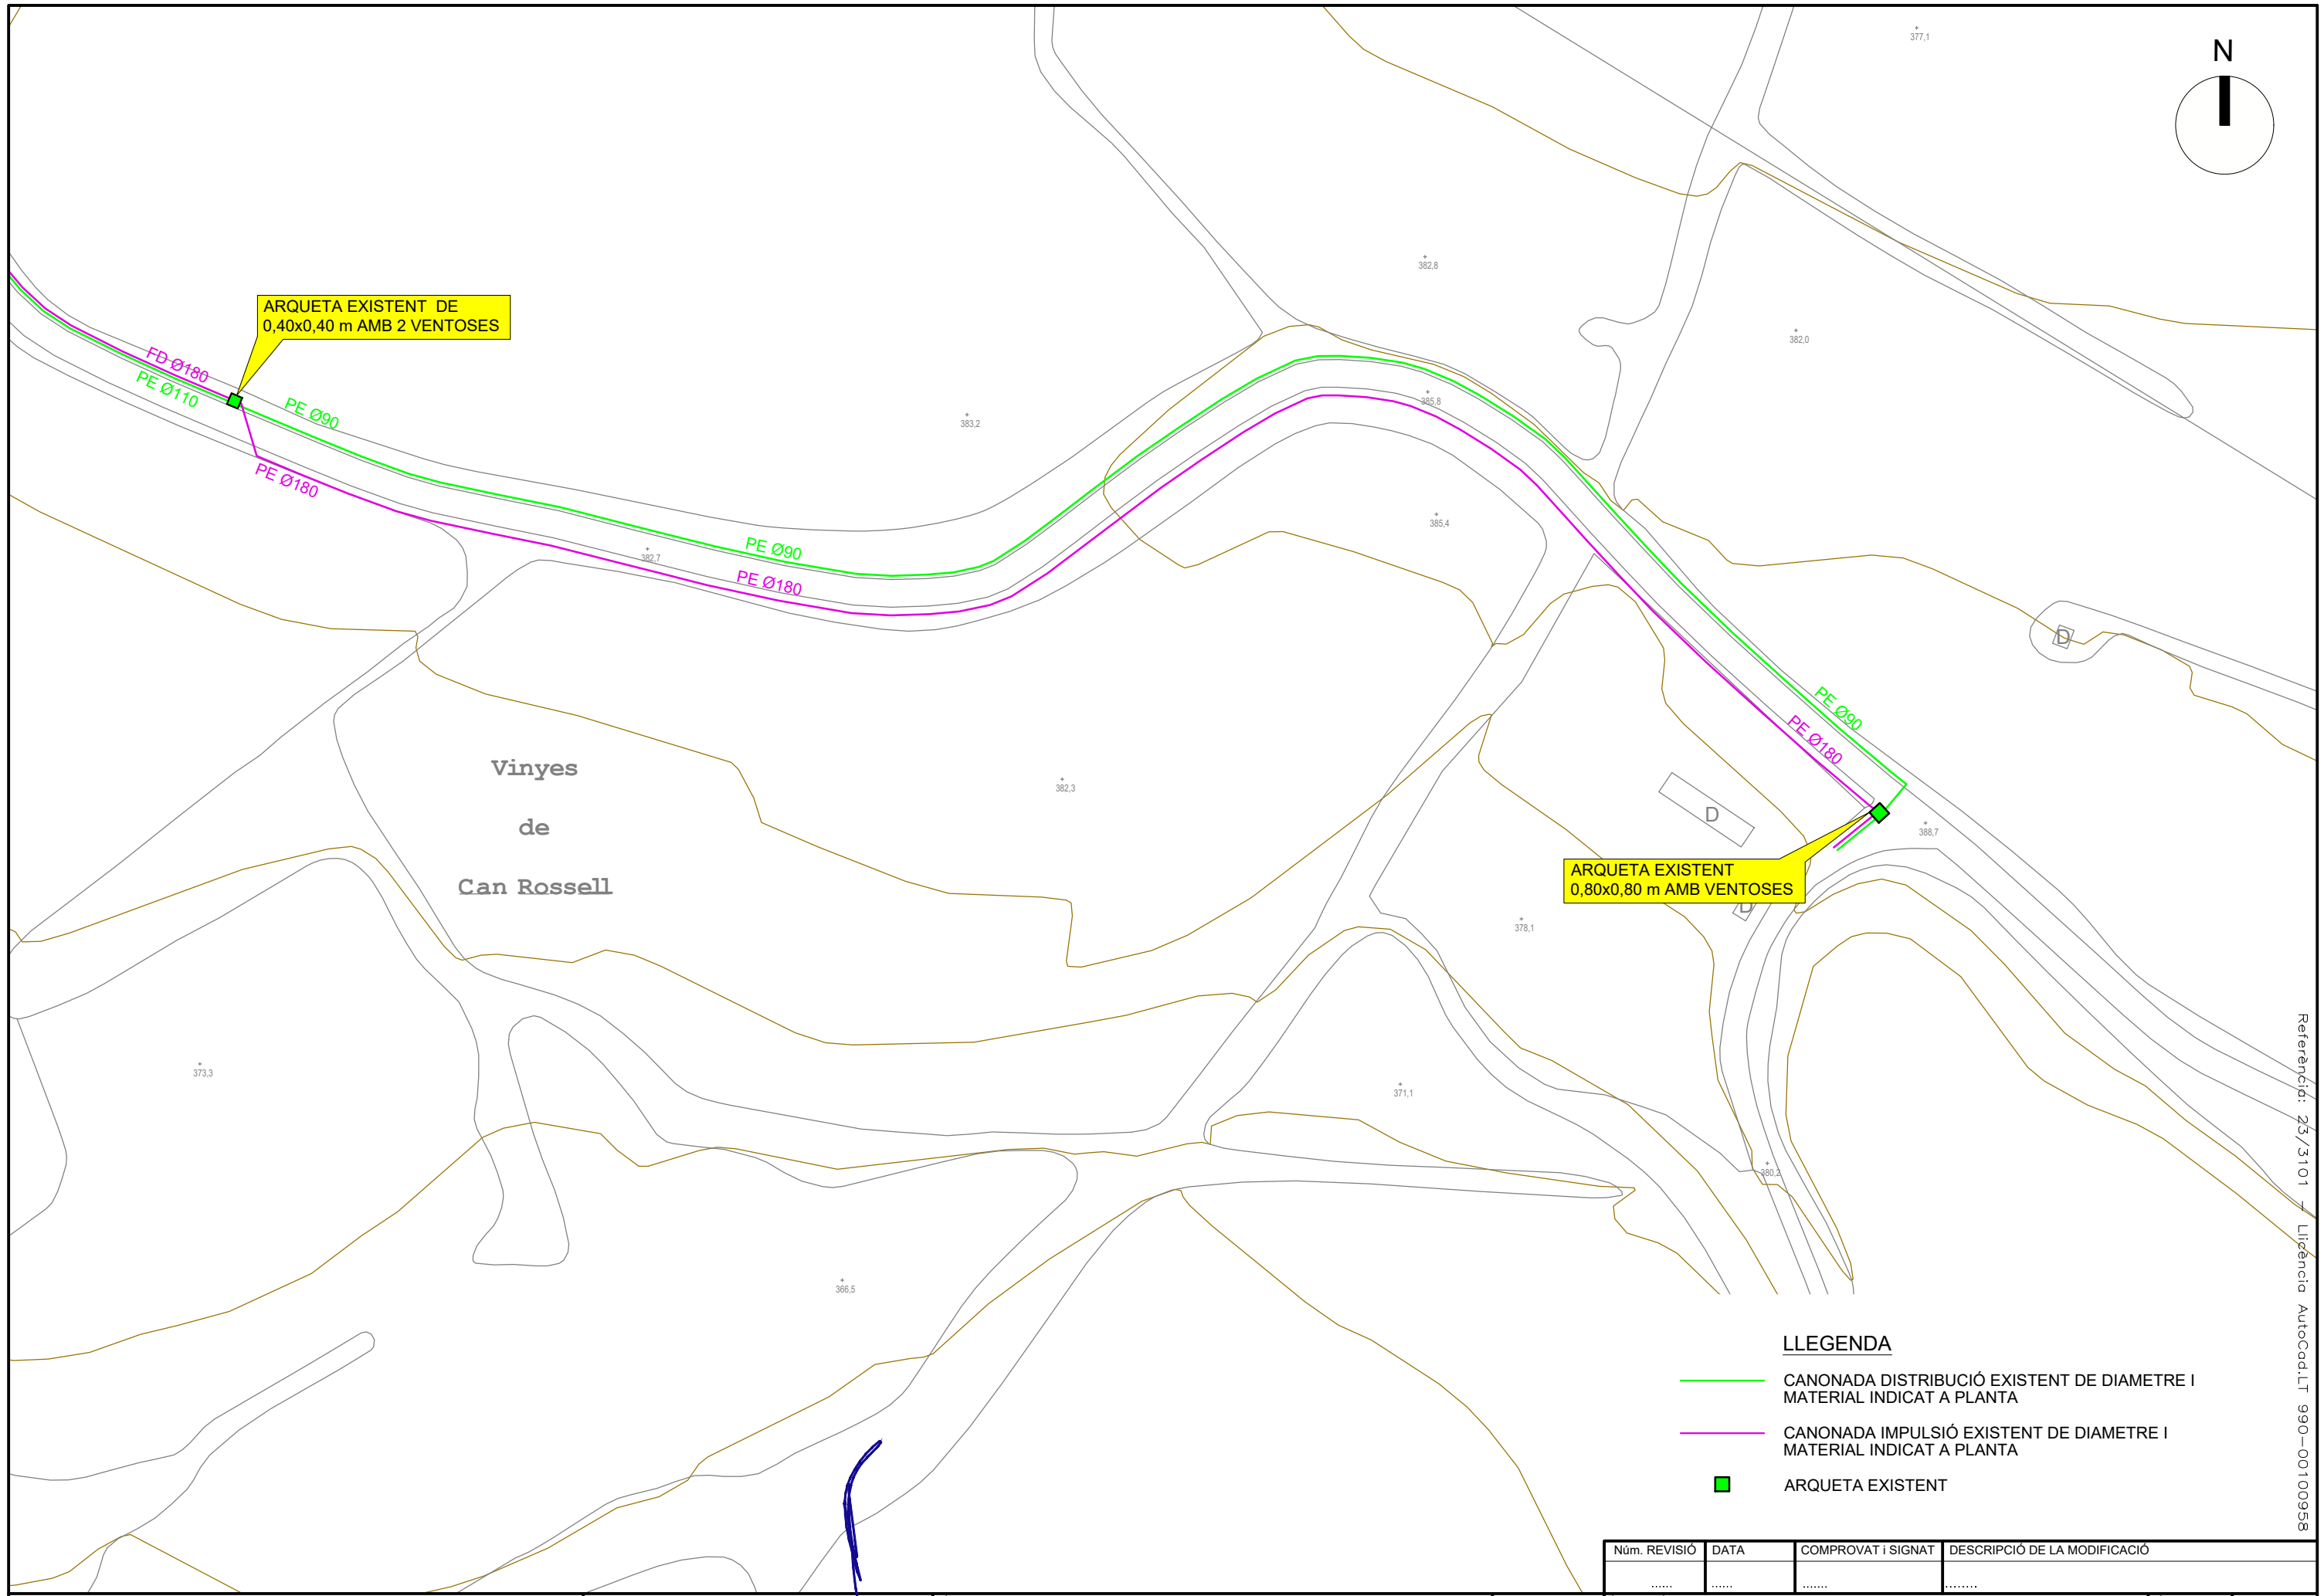 377,1
N
382,8
ARQUETA EXISTENT DE
0,40x0,40 m AMB 2 VENTOSES
382,0
FD Ø180
PE Ø110
PE Ø90
385,8
383,2
PE Ø180
385,4
PE Ø90
382,7
PE Ø180
D
PE Ø90
PE Ø180
Vinyes
de
Can Rossell
382,3
D
388,7
ARQUETA EXISTENT
0,80x0,80 m AMB VENTOSES
D
378,1
373,3
371,1
380,2
366,5
Referència: 23/3101 – Llicència AutoCad.LT 990-00100958
LLEGENDA
CANONADA DISTRIBUCIÓ EXISTENT DE DIAMETRE I
MATERIAL INDICAT A PLANTA
CANONADA IMPULSIÓ EXISTENT DE DIAMETRE I
MATERIAL INDICAT A PLANTA
ARQUETA EXISTENT
Núm. REVISIÓ DATA COMPROVAT i SIGNAT DESCRIPCIÓ DE LA MODIFICACIÓ
...... ...... ....... ........